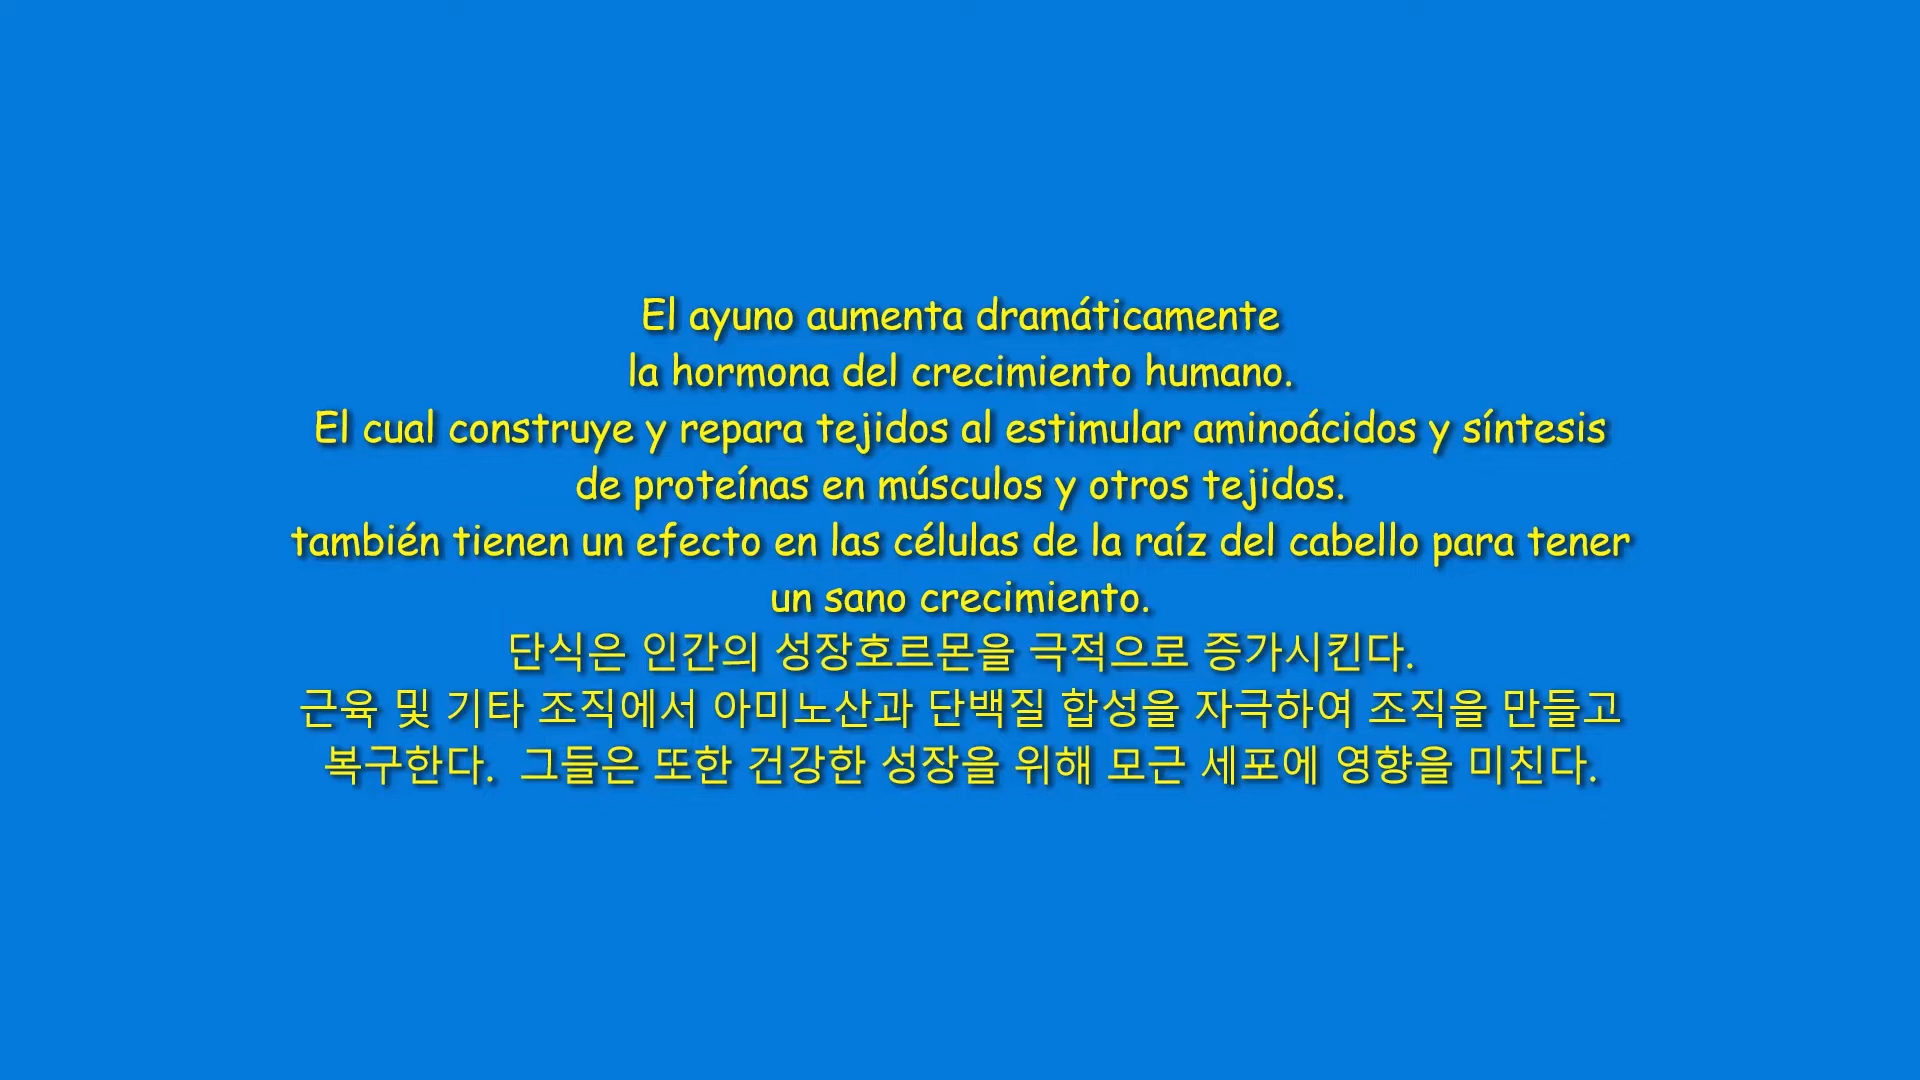 El ayuno aumenta dramáticamente
la hormona del crecimiento humano.
El cual construye y repara tejidos al estimular aminoácidos y síntesis
de proteínas en músculos y otros tejidos.
también tienen un efecto en las células de la raíz del cabello para tener
un sano crecimiento.
단식은 인간의 성장호르몬을 극적으로 증가시킨다.
근육 및 기타 조직에서 아미노산과 단백질 합성을 자극하여 조직을 만들고
복구한다. 그들은 또한 건강한 성장을 위해 모근 세포에 영향을 미친다.